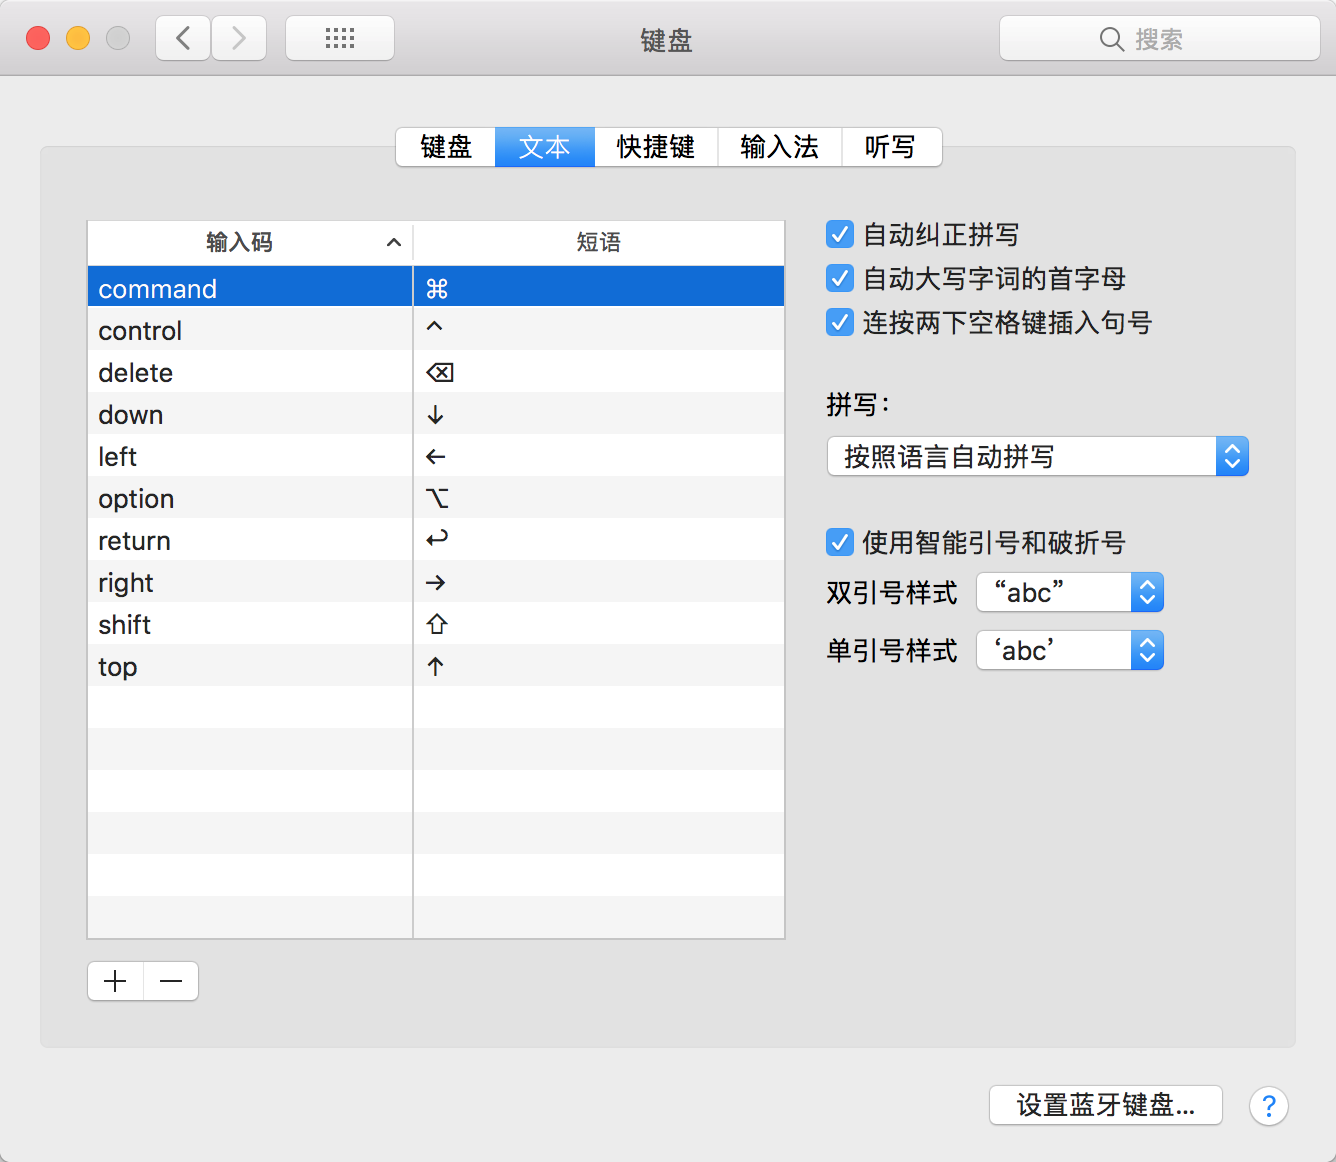 键盘
搜索
键盘 文本 快捷键 输入法 听写
输入码 短语
command ⌘
control ^
delete ⌫
down ↓
left ←
option ⌥
return ↩
right →
shift ⇧
top ↑
自动纠正拼写
自动大写字词的首字母
连按两下空格键插入句号
拼写：
按照语言自动拼写
使用智能引号和破折号
双引号样式 “abc”
单引号样式 ‘abc’
设置蓝牙键盘... ?